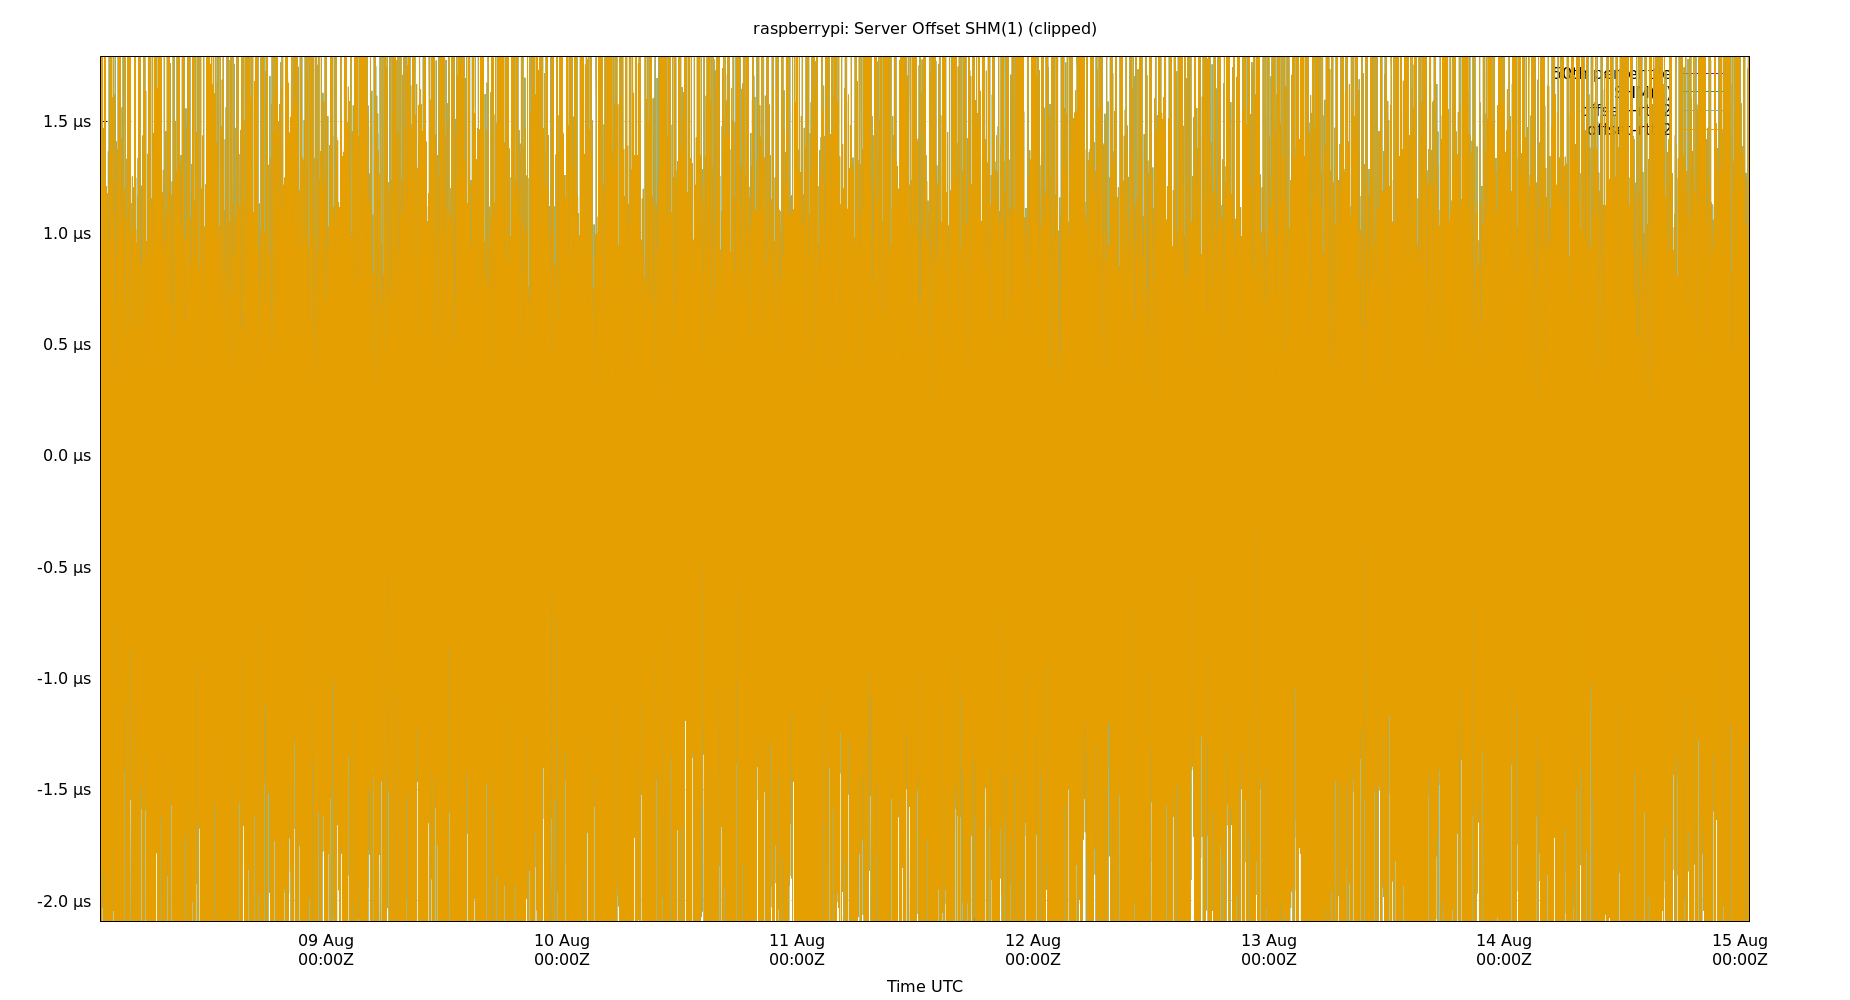 raspberrypi: Server Offset SHM(1) (clipped)
1.5 µs
1.0 µs
0.5 µs
0.0 µs
-0.5 µs
-1.0 µs
-1.5 µs
-2.0 µs
09 Aug
00:00Z
10 Aug
00:00Z
11 Aug
00:00Z
12 Aug
00:00Z
13 Aug
00:00Z
14 Aug
00:00Z
15 Aug
00:00Z
Time UTC